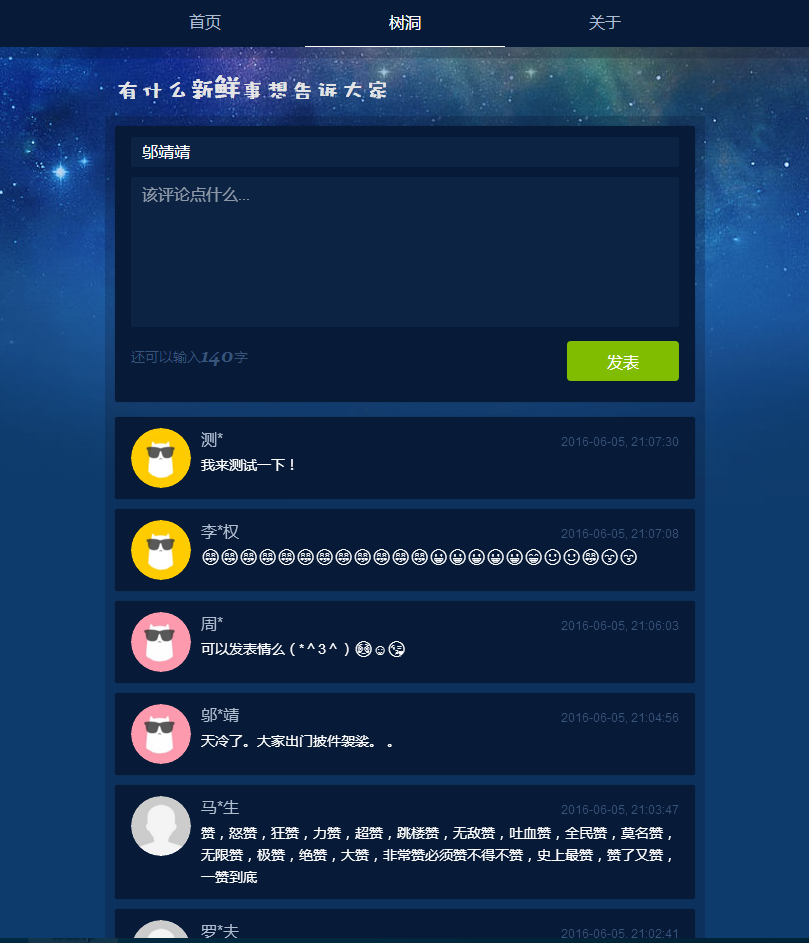 首页 树洞 关于
有什么新鲜事想告诉大家
邬靖靖
该评论点什么...
还可以输入140字
发表
测* 2016-06-05, 21:07:30
我来测试一下！
李*权 2016-06-05, 21:07:08
周* 2016-06-05, 21:06:03
可以发表情么（*＾3＾）
邬*靖 2016-06-05, 21:04:56
天冷了。大家出门披件袈裟。 。
马*生 2016-06-05, 21:03:47
赞，怒赞，狂赞，力赞，超赞，跳楼赞，无敌赞，吐血赞，全民赞，莫名赞，
无限赞，极赞，绝赞，大赞，非常赞必须赞不得不赞，史上最赞，赞了又赞，
一赞到底
罗*夫 2016-06-05, 21:02:41